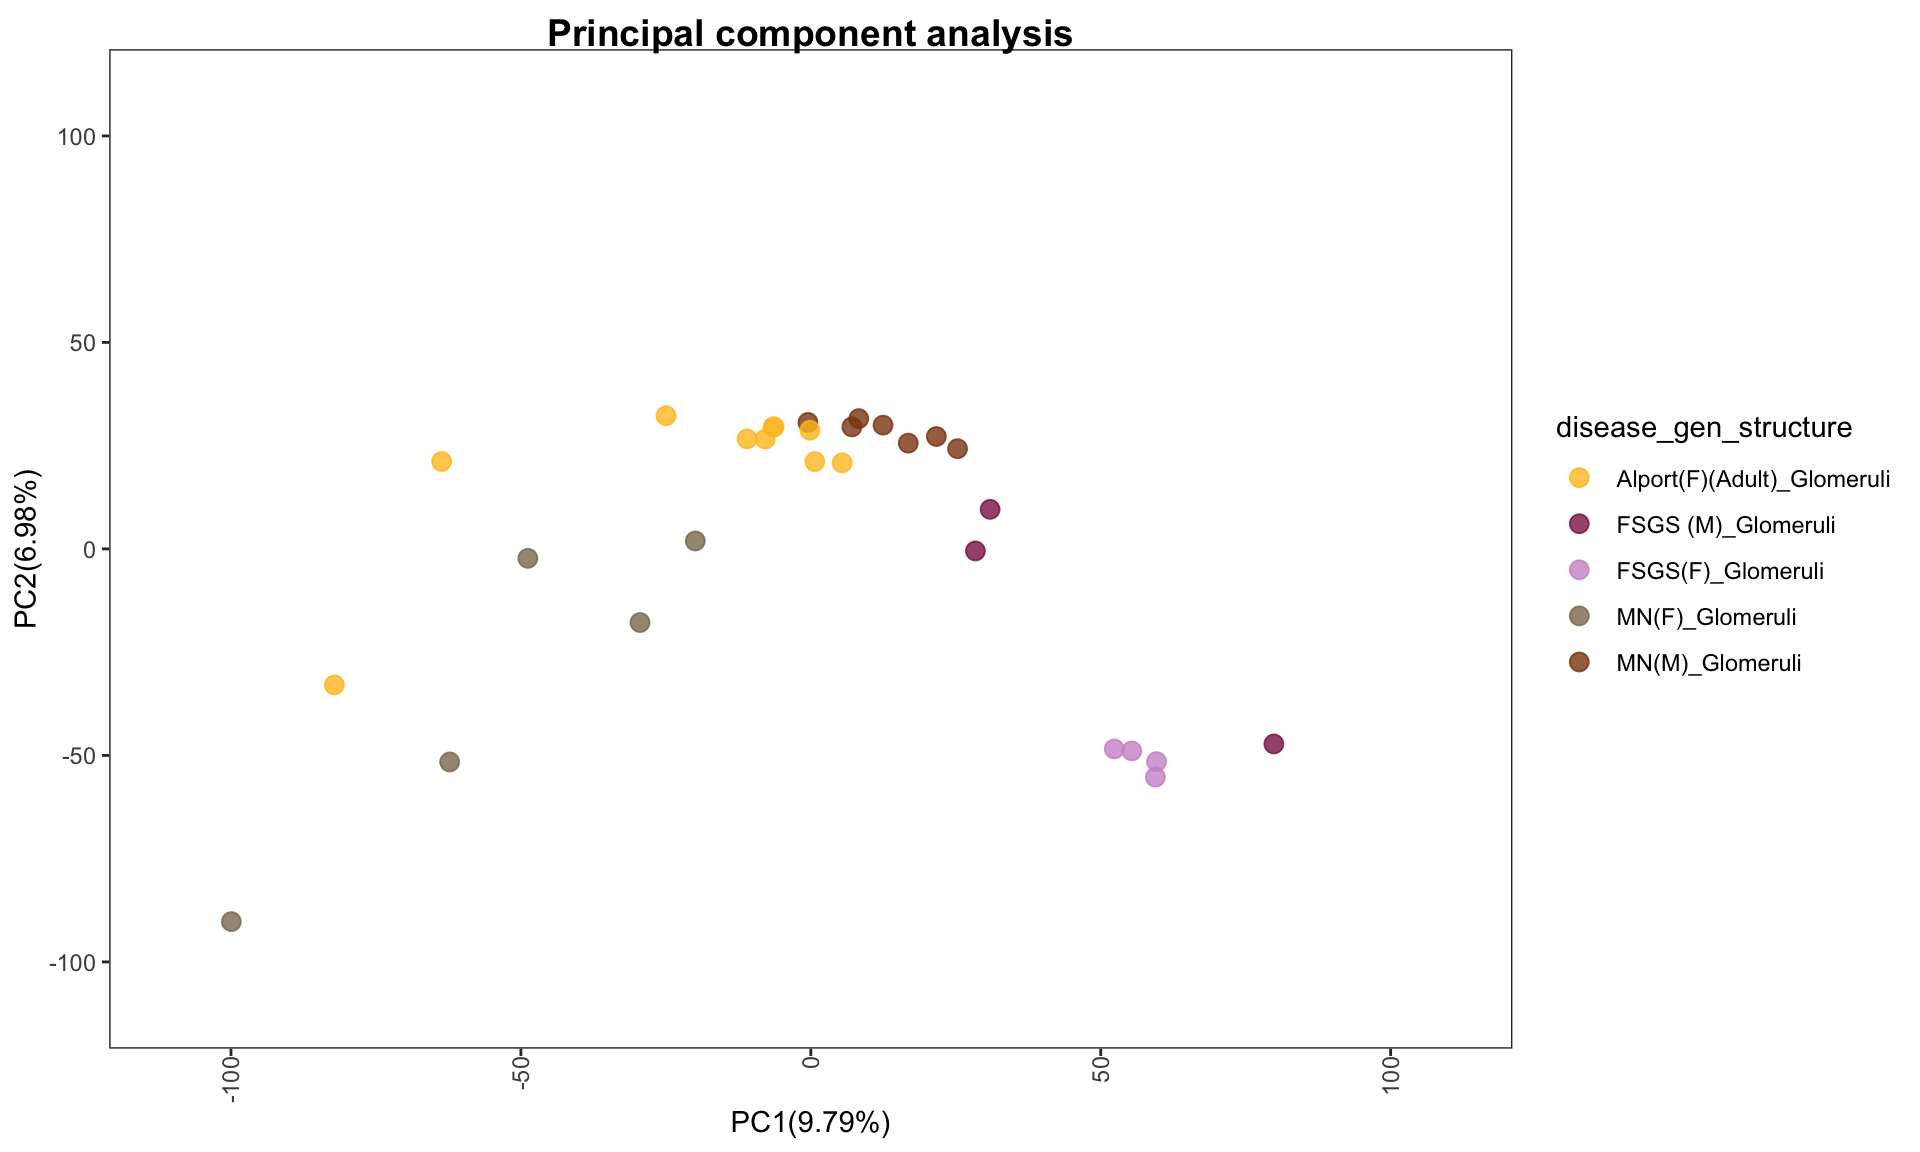 Principal component analysis
100
50
0
-50
-100
PC2(6.98%)
-100
-50
0
50
100
PC1(9.79%)
disease_gen_structure
Alport(F)(Adult)_Glomeruli
FSGS (M)_Glomeruli
FSGS(F)_Glomeruli
MN(F)_Glomeruli
MN(M)_Glomeruli